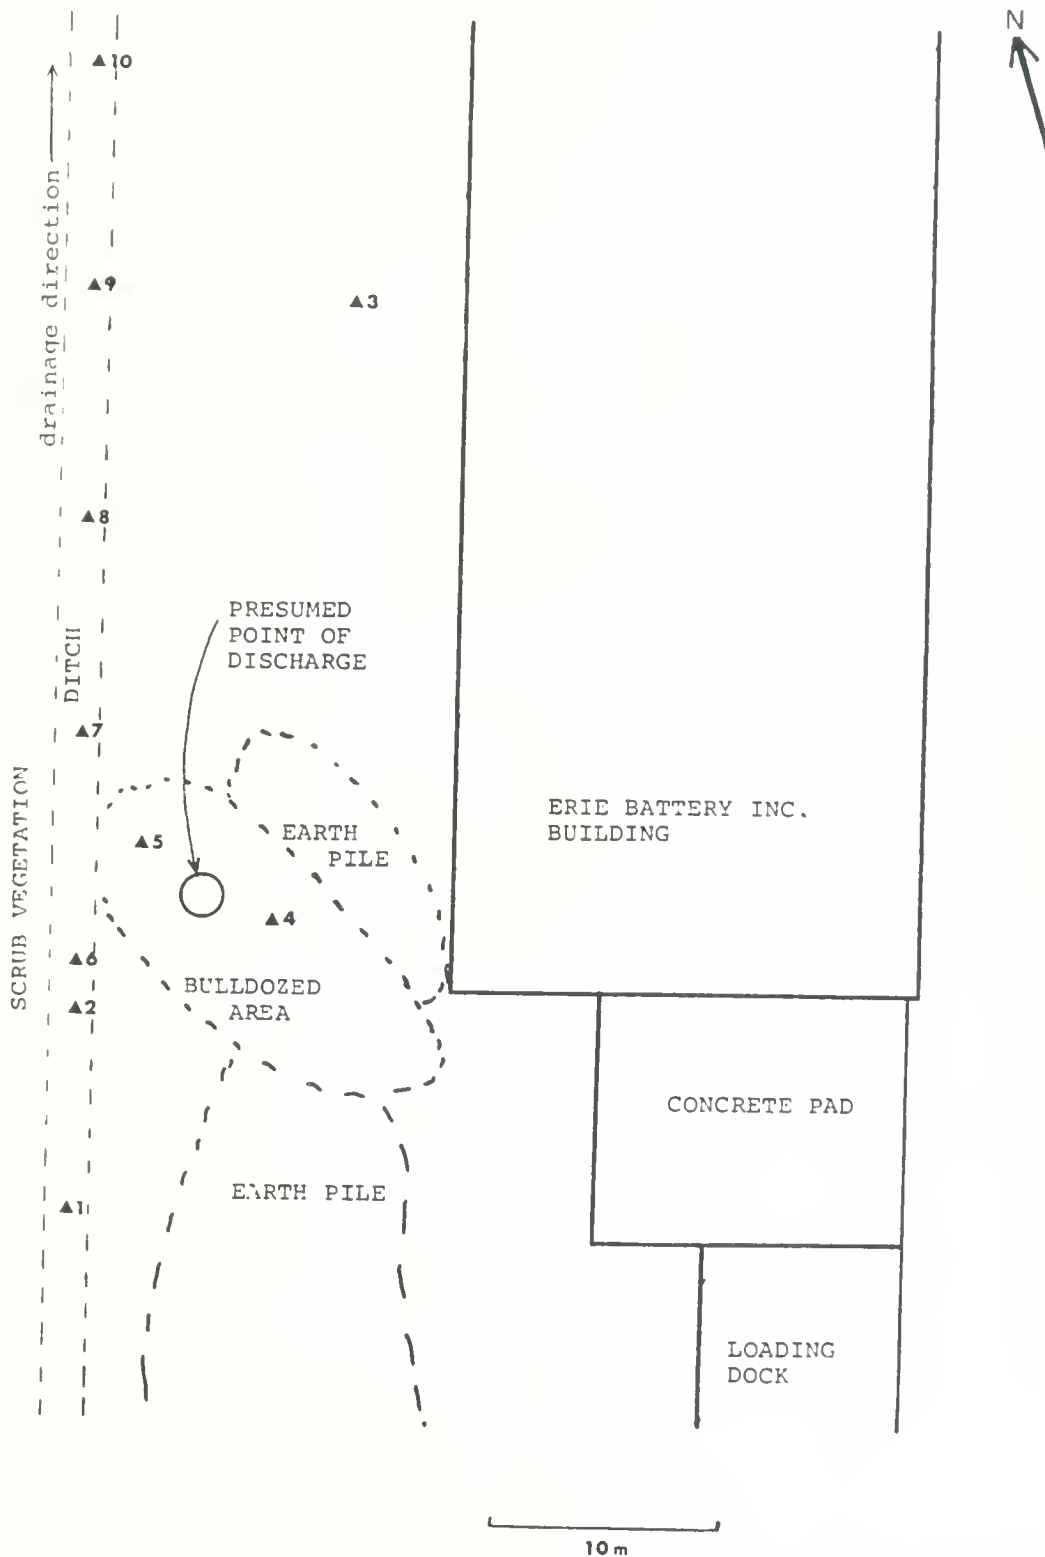 N
▲10
drainage direction
▲9
▲3
▲8
PRESUMED
POINT OF
DISCHARGE
DITCH
▲7
SCRUB VEGETATION
ERIE BATTERY INC.
BUILDING
EARTH
PILE
▲5
▲4
▲6
BULLDOZED
AREA
▲2
CONCRETE PAD
EARTH PILE
▲1
LOADING
DOCK
10 m